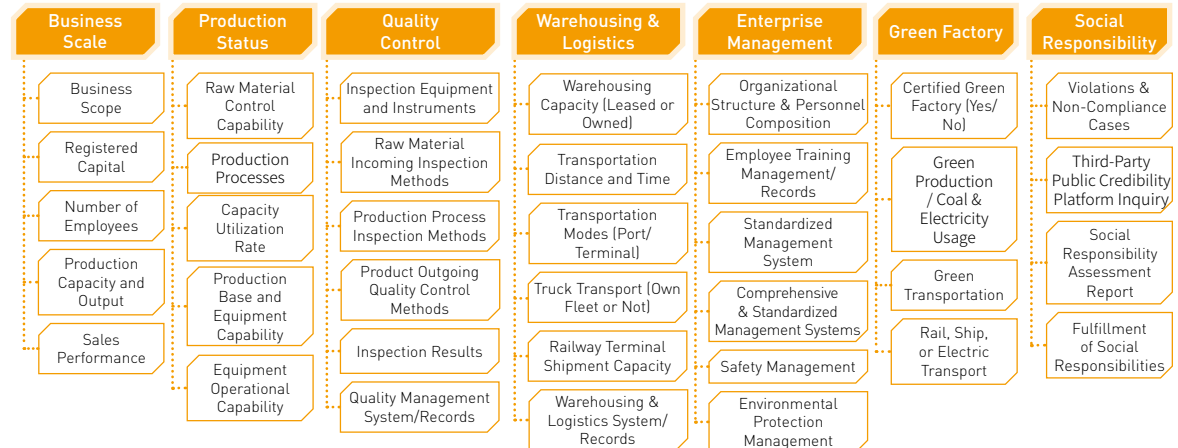 Business
Scale
Business
Scope
Registered
Capital
Number of
Employees
Production
Capacity and
Output
Sales
Performance
Production
Status
Raw Material
Control
Capability
Production
Processes
Capacity
Utilization
Rate
Production
Base and
Equipment
Capability
Equipment
Operational
Capability
Quality
Control
Inspection Equipment
and Instruments
Raw Material
Incoming Inspection
Methods
Production Process
Inspection Methods
Product Outgoing
Quality Control
Methods
Inspection Results
Quality Management
System/Records
Warehousing &
Logistics
Warehousing
Capacity (Leased or
Owned)
Transportation
Distance and Time
Transportation
Modes (Port/
Terminal)
Truck Transport (Own
Fleet or Not)
Railway Terminal
Shipment Capacity
Warehousing &
Logistics System/
Records
Enterprise
Management
Organizational
Structure & Personnel
Composition
Employee Training
Management/
Records
Standardized
Management
System
Comprehensive
& Standardized
Management Systems
Safety Management
Environmental
Protection
Management
Green Factory
Certified Green
Factory (Yes/
No)
Green
Production
/ Coal &
Electricity
Usage
Green
Transportation
Rail, Ship,
or Electric
Transport
Social
Responsibility
Violations &
Non-Compliance
Cases
Third-Party
Public Credibility
Platform Inquiry
Social
Responsibility
Assessment
Report
Fulfillment
of Social
Responsibilities